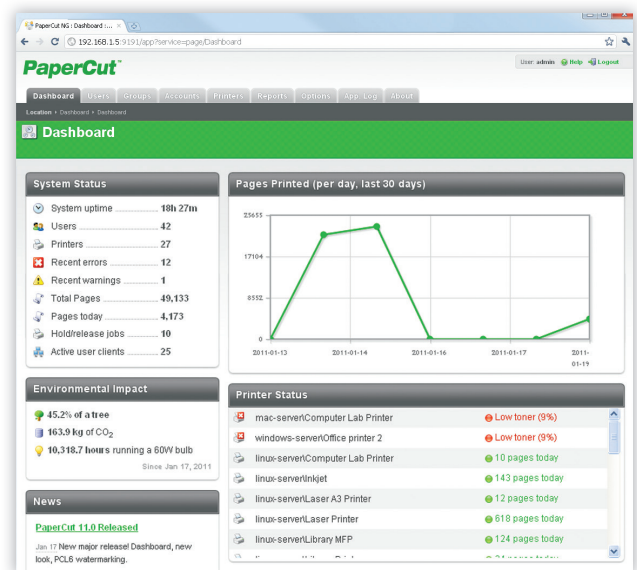 PaperCut NG : Dashboard : ...
192.168.1.5:9191/app?service=page/Dashboard
PaperCut
User: admin Help Logout
Dashboard Users Groups Accounts Printers Reports Options App. Log About
Location Dashboard Dashboard
Dashboard
System Status
System uptime 18h 27m
Users 42
Printers 27
Recent errors 12
Recent warnings 1
Total Pages 49,133
Pages today 4,173
Hold/release jobs 10
Active user clients 25
Environmental Impact
45.2% of a tree
163.9 kg of CO2
10,318.7 hours running a 60W bulb
Since Jan 17, 2011
News
PaperCut 11.0 Released
Jan 17 New major release! Dashboard, new
look, PCL6 watermarking.
Pages Printed (per day, last 30 days)
25655
17104
8552
0
2011-01-13 2011-01-14 2011-01-16 2011-01-17 2011-
01-19
Printer Status
mac-server\Computer Lab Printer Low toner (9%)
windows-server\Office printer 2 Low toner (9%)
linux-server\Computer Lab Printer 10 pages today
linux-server\Inkjet 143 pages today
linux-server\Laser A3 Printer 12 pages today
linux-server\Laser Printer 618 pages today
linux-server\Library MFP 124 pages today